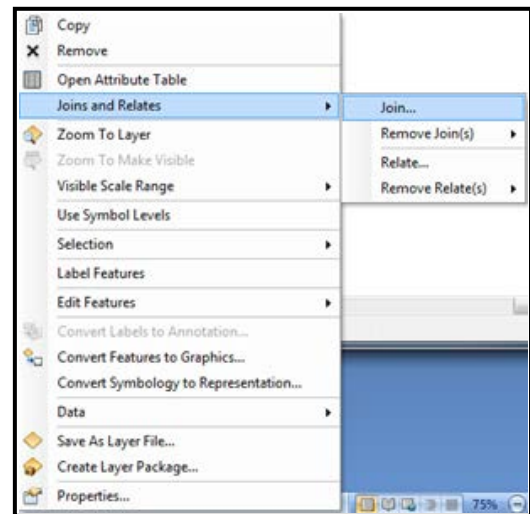 Copy
Remove
Open Attribute Table
Joins and Relates
Join...
Remove Join(s)
Relate...
Remove Relate(s)
Zoom To Layer
Zoom To Make Visible
Visible Scale Range
Use Symbol Levels
Selection
Label Features
Edit Features
Convert Labels to Annotation...
Convert Features to Graphics...
Convert Symbology to Representation...
Data
Save As Layer File...
Create Layer Package...
Properties...
75%